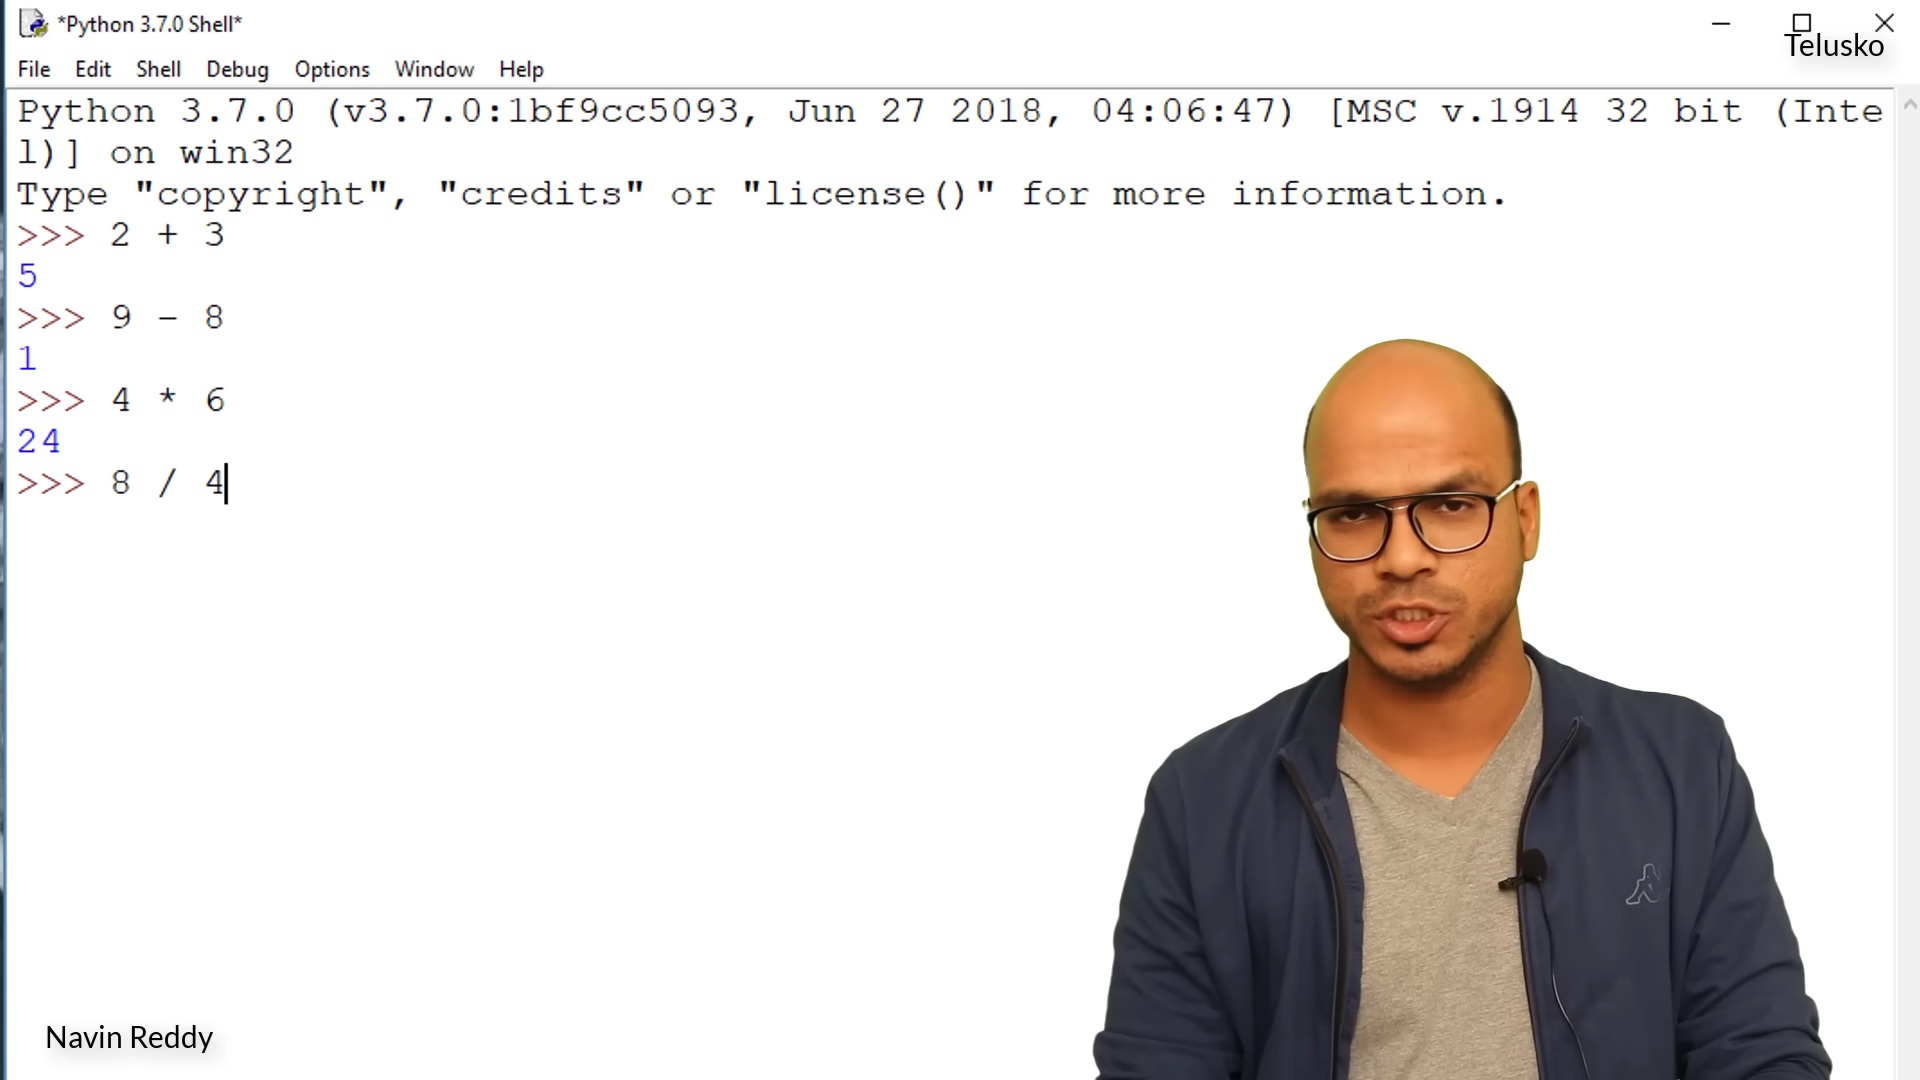 *Python 3.7.0 Shell*
Telusko
File Edit Shell Debug Options Window Help
Python 3.7.0 (v3.7.0:1bf9cc5093, Jun 27 2018, 04:06:47) [MSC v.1914 32 bit (Inte
l)] on win32
Type "copyright", "credits" or "license()" for more information.
>>> 2 + 3
5
>>> 9 - 8
1
>>> 4 * 6
24
>>> 8 / 4
Navin Reddy